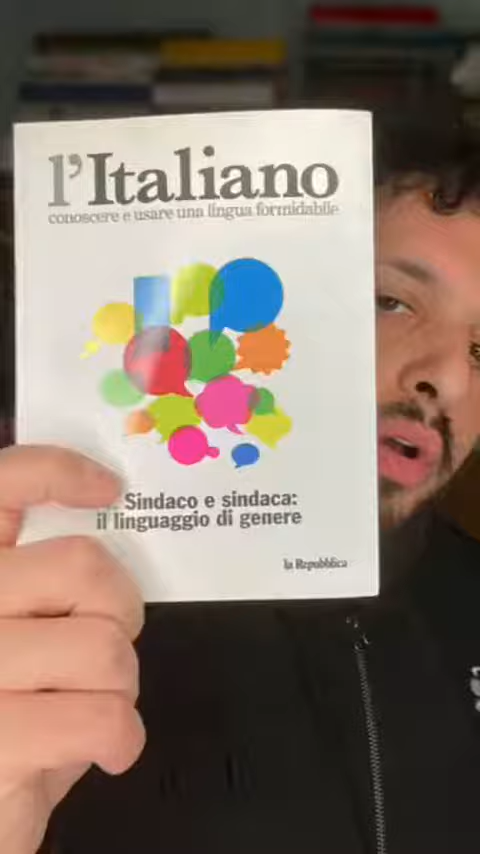 l'Italiano
conoscere e usare una lingua formidabile
Sindaco e sindaca:
il linguaggio di genere
la Repubblica